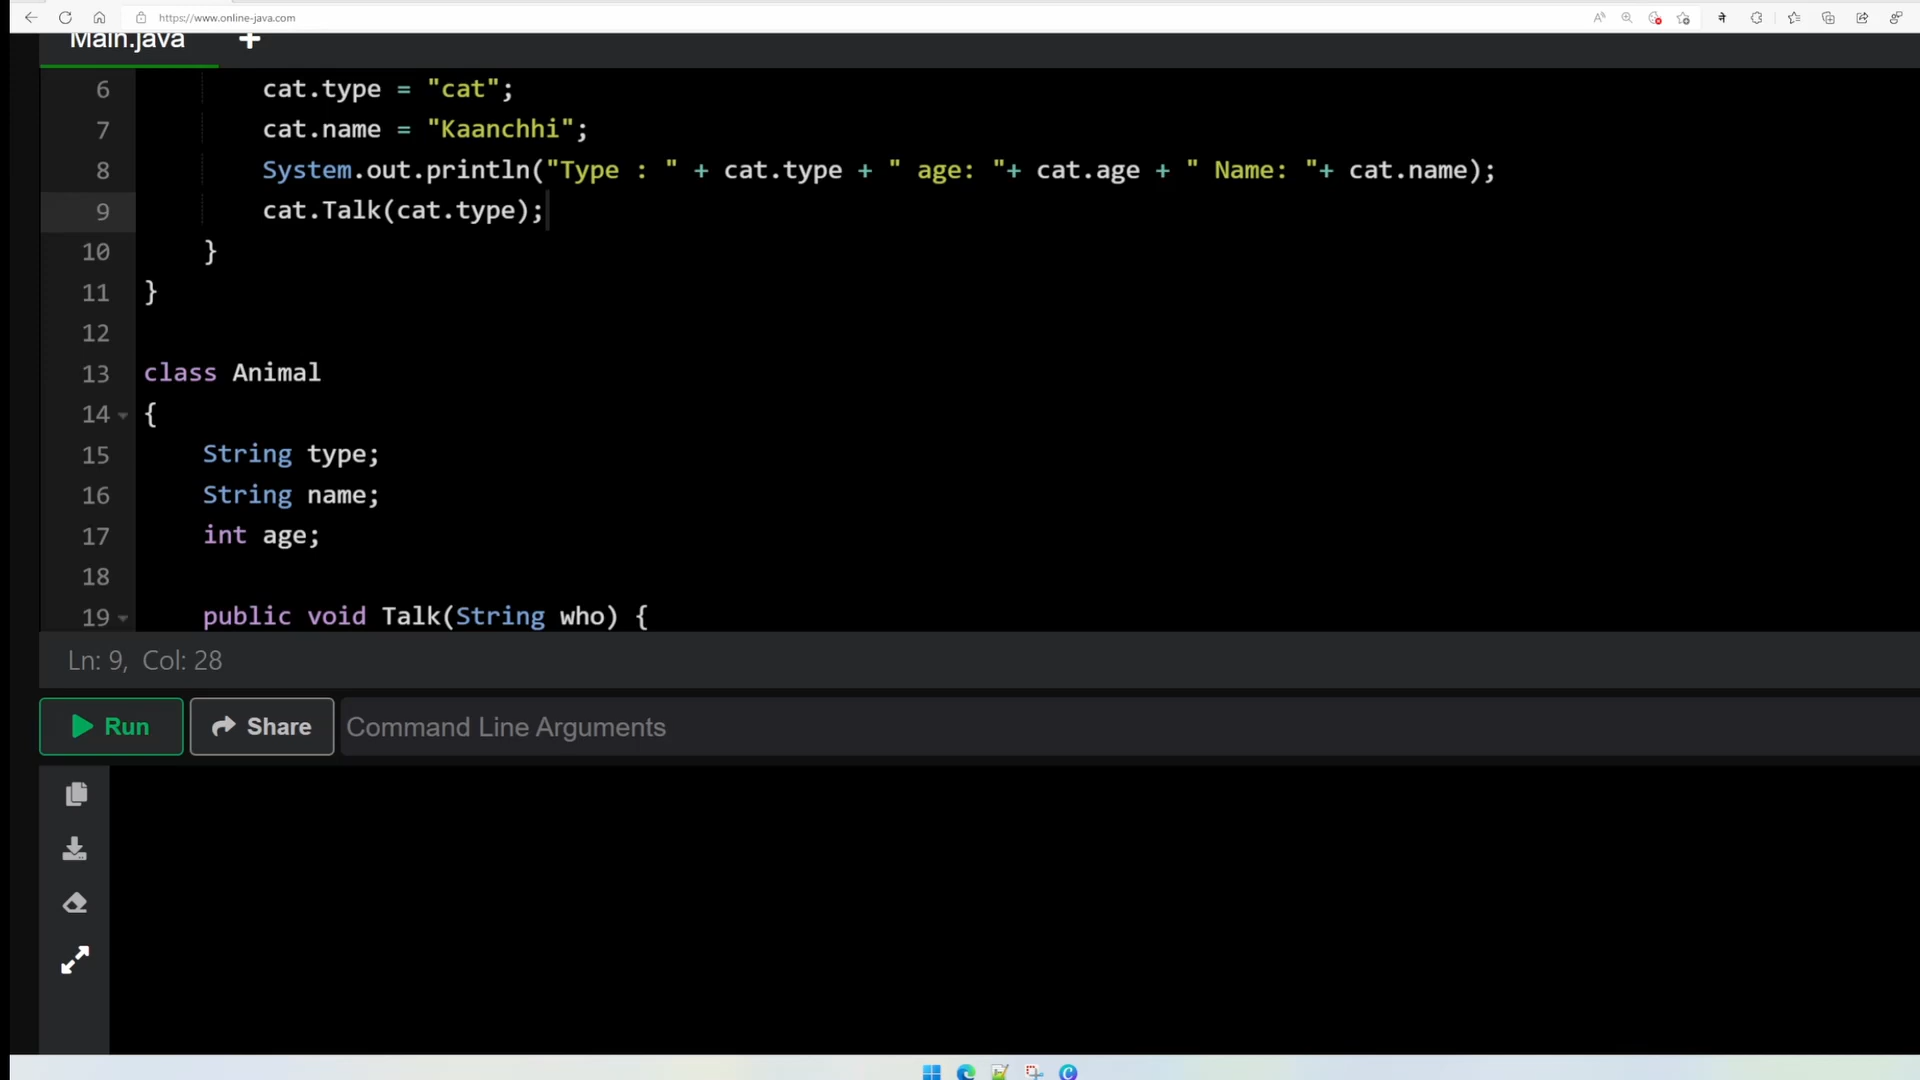 https://www.online-java.com
Main.java +
6 cat.type = "cat";
7 cat.name = "Kaanchhi";
8 System.out.println("Type : " + cat.type + " age: "+ cat.age + " Name: "+ cat.name);
9 cat.Talk(cat.type);
10 }
11 }
12
13 class Animal
14 {
15 String type;
16 String name;
17 int age;
18
19 public void Talk(String who) {
Ln: 9, Col: 28
Run Share Command Line Arguments